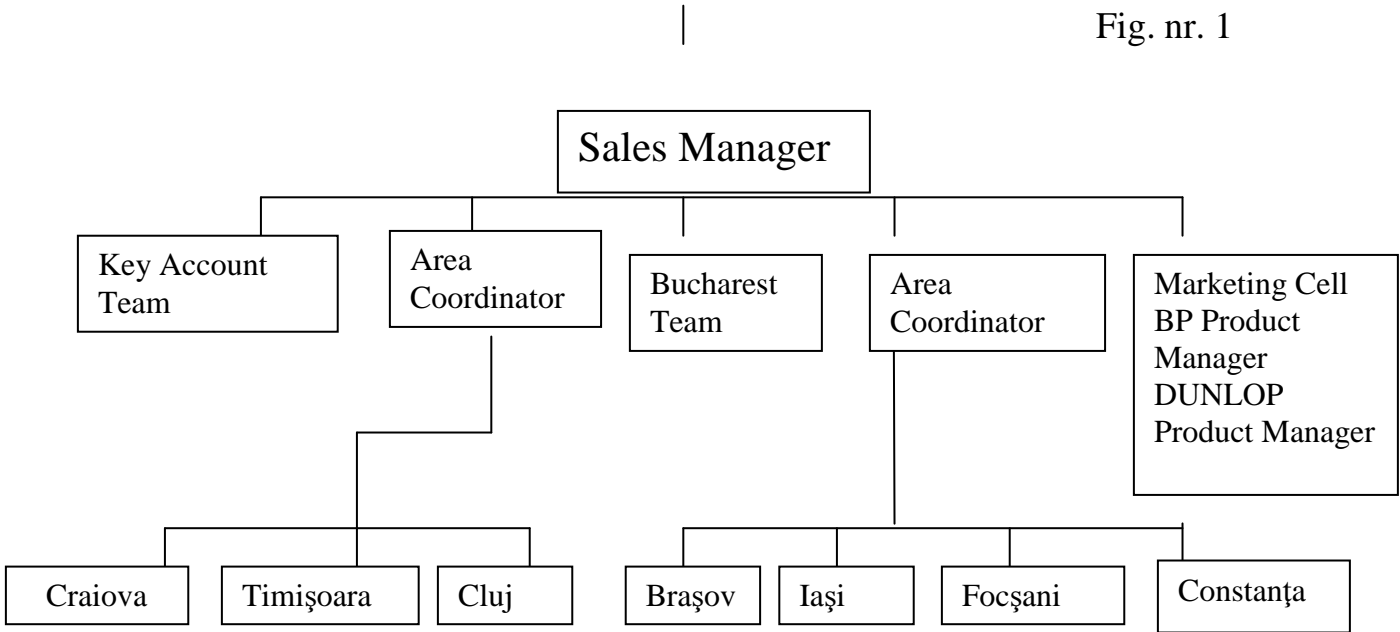 Fig. nr. 1
Sales Manager
Key Account
Team
Area
Coordinator
Bucharest
Team
Area
Coordinator
Marketing Cell
BP Product
Manager
DUNLOP
Product Manager
Craiova
Timişoara
Cluj
Braşov
Iaşi
Focşani
Constanţa